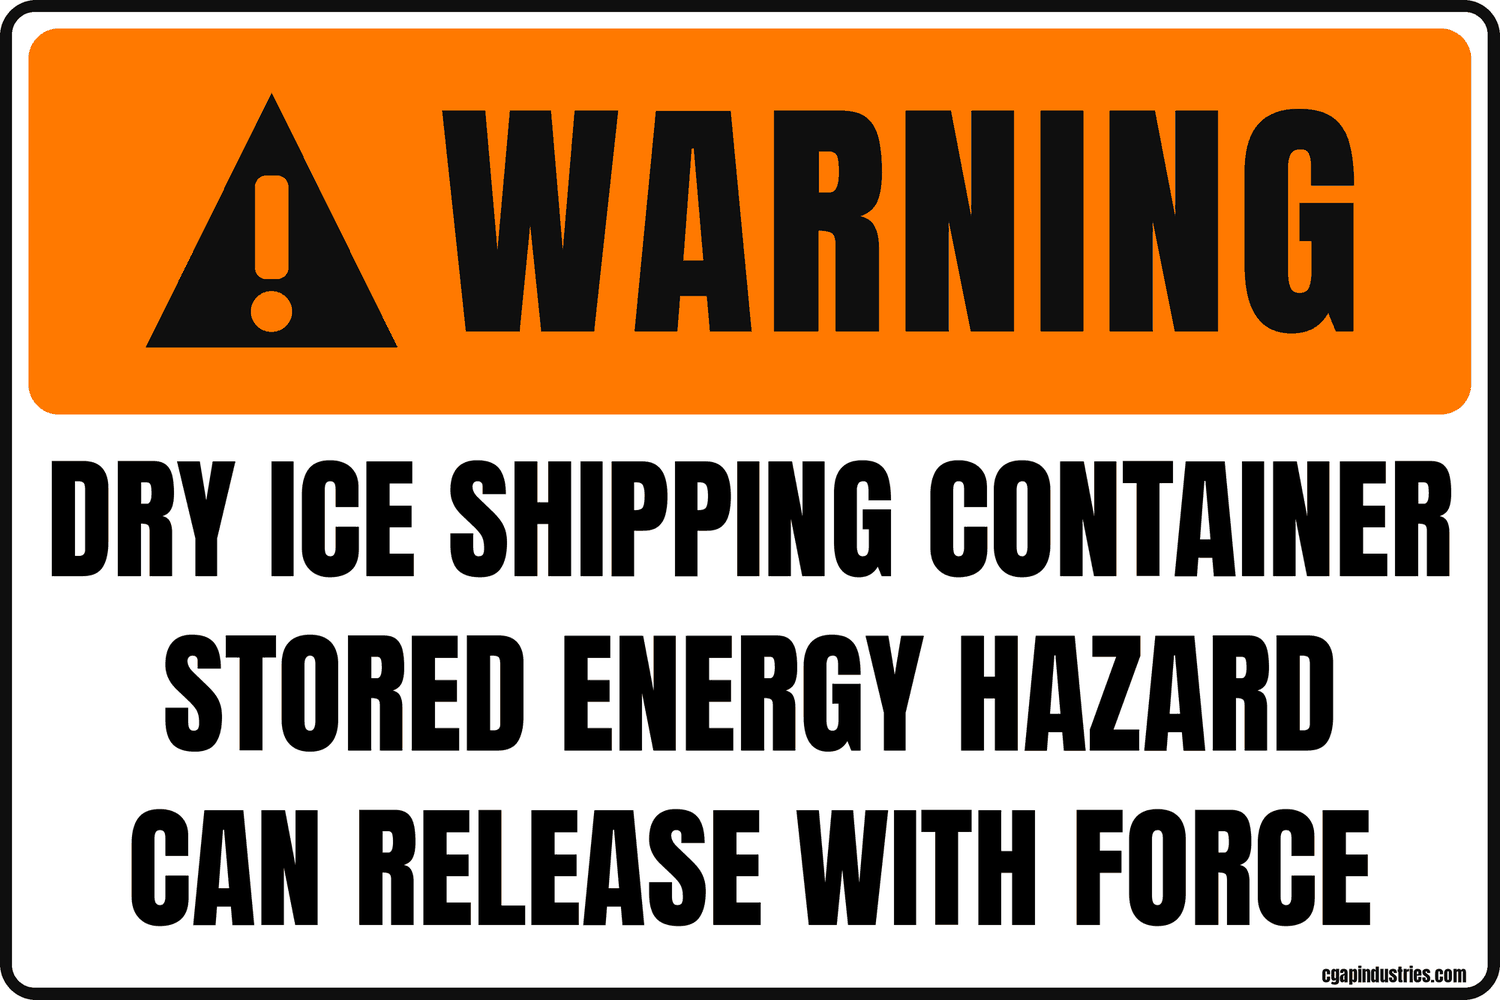 WARNING
DRY ICE SHIPPING CONTAINER
STORED ENERGY HAZARD
CAN RELEASE WITH FORCE
cgapindustries.com